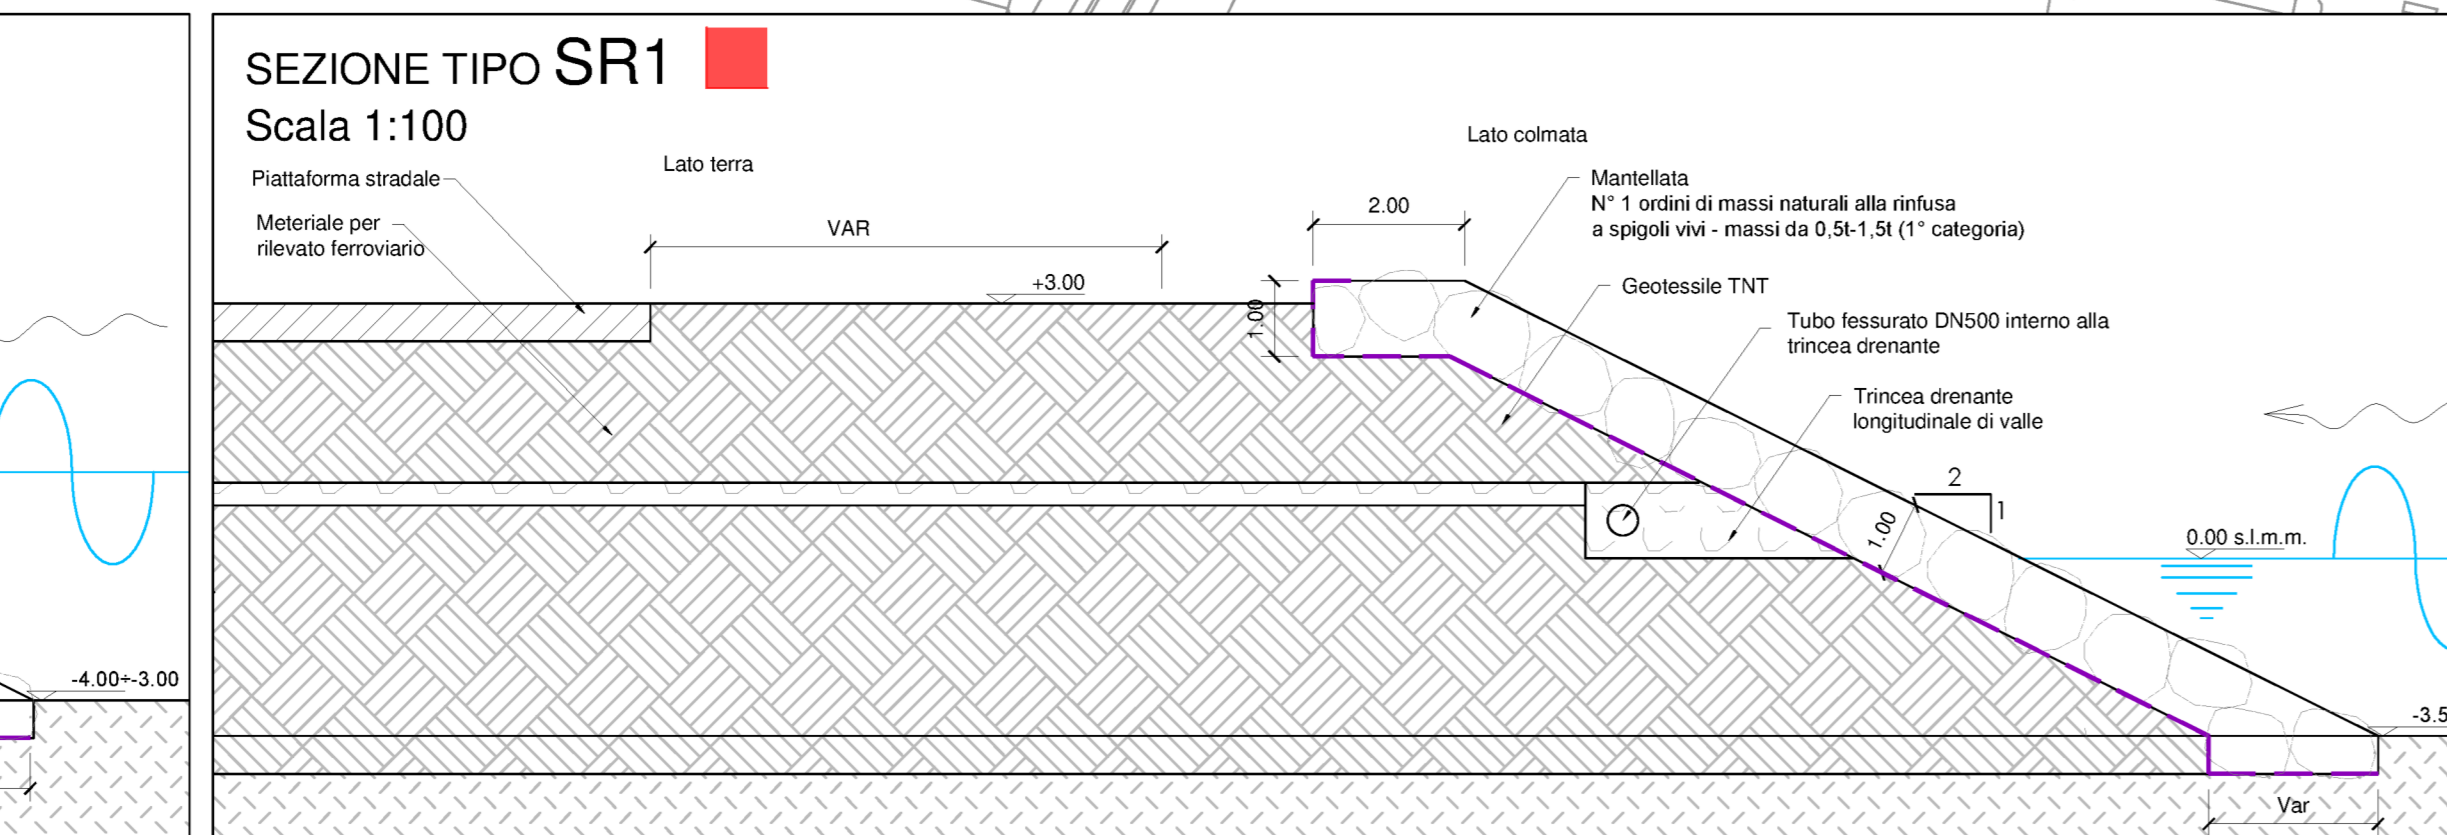 SEZIONE TIPO SR1
Scala 1:100
Lato terra
Lato colmata
Piattaforma stradale
Meteriale per
rilevato ferroviario
VAR
+3.00
2.00
1.00
Mantellata
N° 1 ordini di massi naturali alla rinfusa
a spigoli vivi - massi da 0,5t-1,5t (1° categoria)
Geotessile TNT
Tubo fessurato DN500 interno alla
trincea drenante
Trincea drenante
longitudinale di valle
2
1
1.00
0.00 s.l.m.m.
-4.00÷-3.00
-3.5
Var